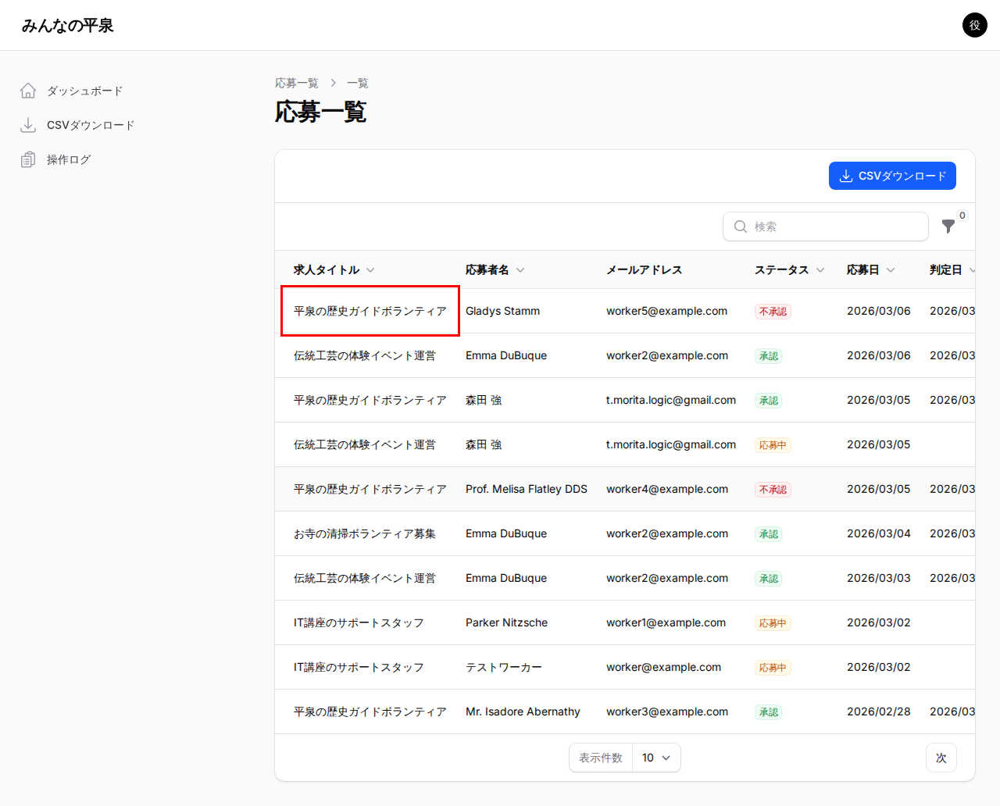 みんなの平泉
役
ダッシュボード
CSVダウンロード
操作ログ
応募一覧 一覧
応募一覧
CSVダウンロード
検索
0
求人タイトル 応募者名 メールアドレス ステータス 応募日 判定日
平泉の歴史ガイドボランティア Gladys Stamm worker5@example.com 不承認 2026/03/06 2026/03
伝統工芸の体験イベント運営 Emma DuBuque worker2@example.com 承認 2026/03/06 2026/03
平泉の歴史ガイドボランティア 森田 強 t.morita.logic@gmail.com 承認 2026/03/05 2026/03
伝統工芸の体験イベント運営 森田 強 t.morita.logic@gmail.com 応募中 2026/03/05
平泉の歴史ガイドボランティア Prof. Melisa Flatley DDS worker4@example.com 不承認 2026/03/05 2026/03
お寺の清掃ボランティア募集 Emma DuBuque worker2@example.com 承認 2026/03/04 2026/03
伝統工芸の体験イベント運営 Emma DuBuque worker2@example.com 承認 2026/03/03 2026/03
IT講座のサポートスタッフ Parker Nitzsche worker1@example.com 応募中 2026/03/02
IT講座のサポートスタッフ テストワーカー worker@example.com 応募中 2026/03/02
平泉の歴史ガイドボランティア Mr. Isadore Abernathy worker3@example.com 承認 2026/02/28 2026/03
表示件数 10 次